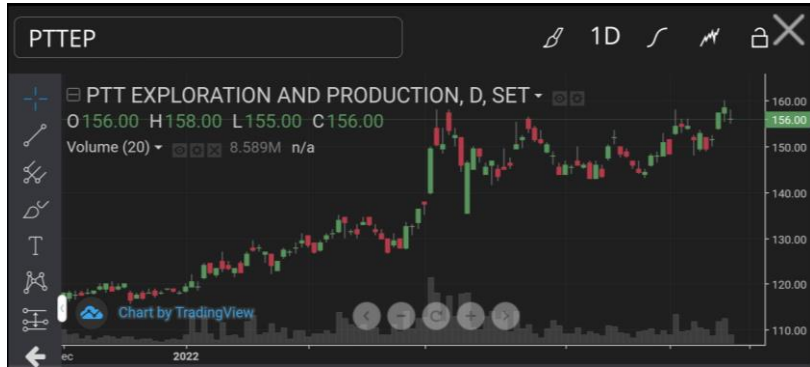 PTTEP
1D
PTT EXPLORATION AND PRODUCTION, D, SET
O156.00 H158.00 L155.00 C156.00
Volume (20) 8.589M n/a
160.00
156.00
150.00
140.00
130.00
120.00
110.00
T
Chart by TradingView
ec
2022